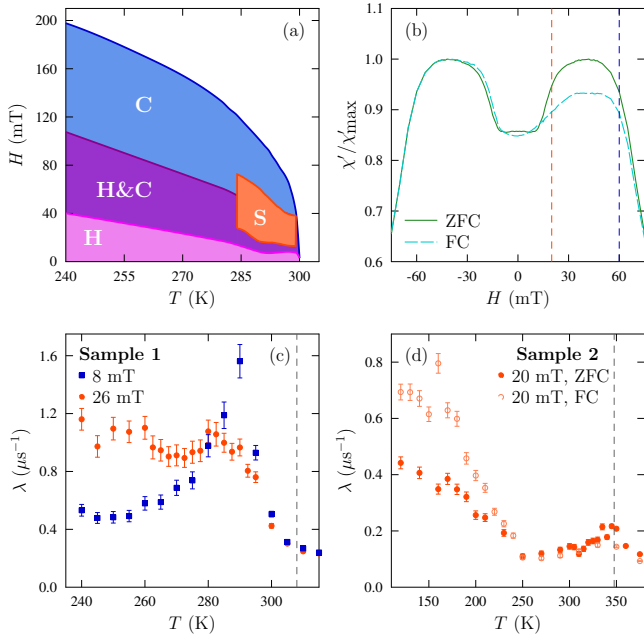 200
160
120
80
40
0
H (mT)
(a)
C
H&C
S
H
240
255
270
285
300
T (K)
1.0
0.9
0.8
0.7
0.6
χ′/χ′max
(b)
ZFC
FC
-60
-30
0
30
60
H (mT)
1.6
1.2
0.8
0.4
0.0
λ (μs⁻¹)
Sample 1
(c)
8 mT
26 mT
240
260
280
300
T (K)
0.8
0.6
0.4
0.2
0.0
λ (μs⁻¹)
(d)
Sample 2
20 mT, ZFC
20 mT, FC
150
200
250
300
350
T (K)